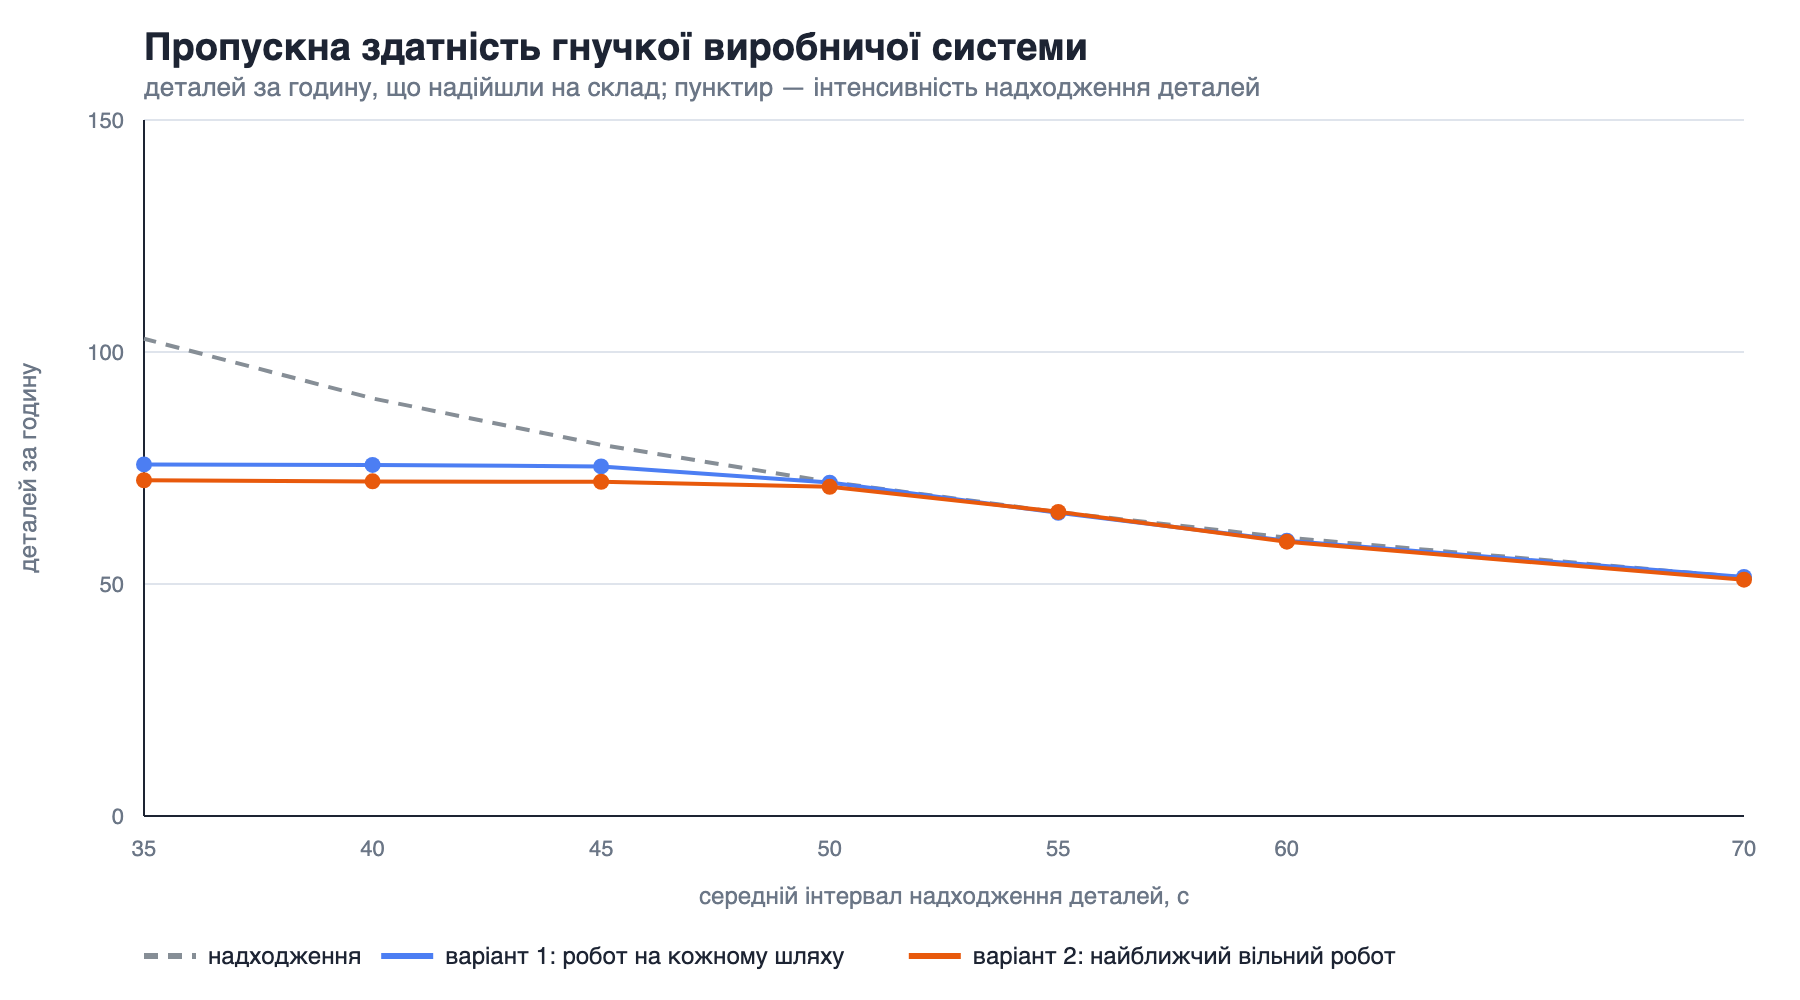 Пропускна здатність гнучкої виробничої системи
деталей за годину, що надійшли на склад; пунктир — інтенсивність надходження деталей
150
100
50
0
деталей за годину
35 40 45 50 55 60 70
середній інтервал надходження деталей, с
надходження варіант 1: робот на кожному шляху варіант 2: найближчий вільний робот